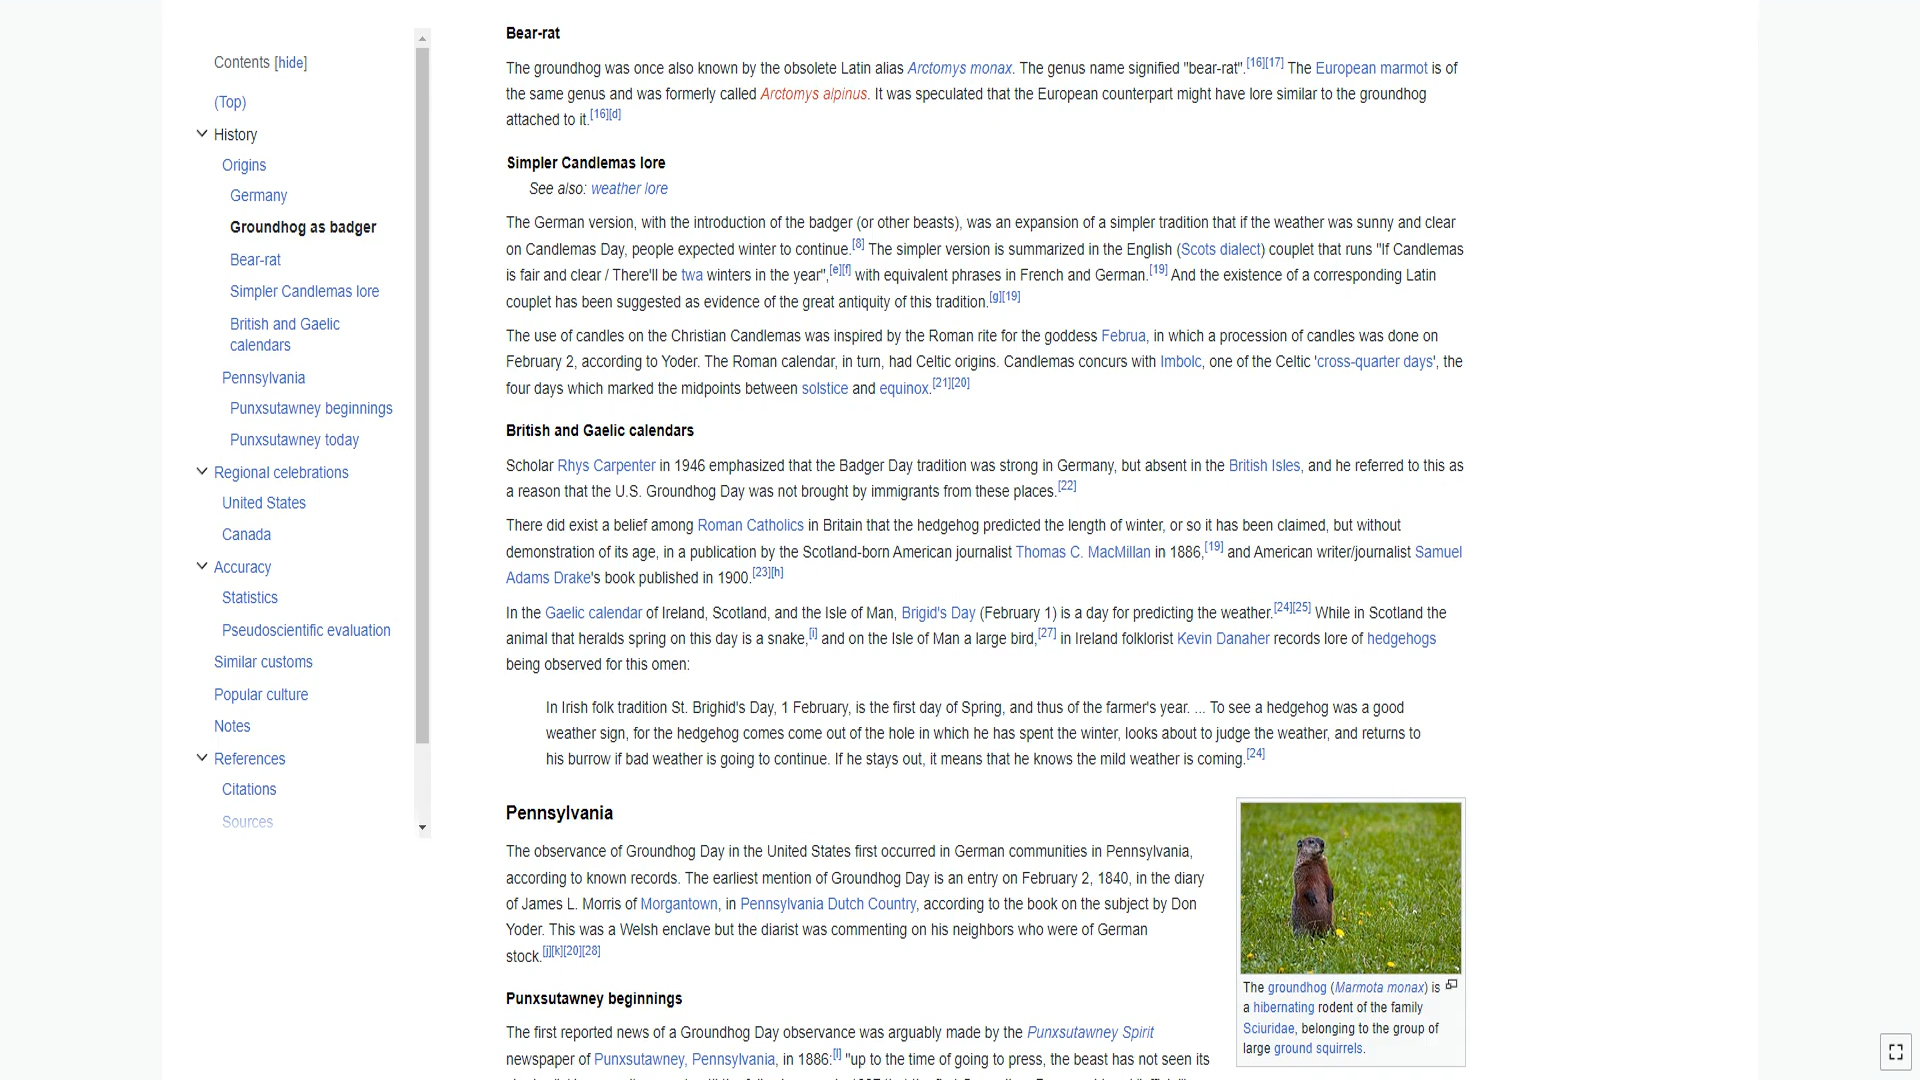 Contents [hide]
(Top)
History
Origins
Germany
Groundhog as badger
Bear-rat
Simpler Candlemas lore
British and Gaelic
calendars
Pennsylvania
Punxsutawney beginnings
Punxsutawney today
Regional celebrations
United States
Canada
Accuracy
Statistics
Pseudoscientific evaluation
Similar customs
Popular culture
Notes
References
Citations
Sources
Bear-rat
The groundhog was once also known by the obsolete Latin alias Arctomys monax. The genus name signified "bear-rat".[16][17] The European marmot is of
the same genus and was formerly called Arctomys alpinus. It was speculated that the European counterpart might have lore similar to the groundhog
attached to it.[16][d]
Simpler Candlemas lore
See also: weather lore
The German version, with the introduction of the badger (or other beasts), was an expansion of a simpler tradition that if the weather was sunny and clear
on Candlemas Day, people expected winter to continue.[8] The simpler version is summarized in the English (Scots dialect) couplet that runs "If Candlemas
is fair and clear / There'll be twa winters in the year",[e][f] with equivalent phrases in French and German.[19] And the existence of a corresponding Latin
couplet has been suggested as evidence of the great antiquity of this tradition.[g][19]
The use of candles on the Christian Candlemas was inspired by the Roman rite for the goddess Februa, in which a procession of candles was done on
February 2, according to Yoder. The Roman calendar, in turn, had Celtic origins. Candlemas concurs with Imbolc, one of the Celtic 'cross-quarter days', the
four days which marked the midpoints between solstice and equinox.[21][20]
British and Gaelic calendars
Scholar Rhys Carpenter in 1946 emphasized that the Badger Day tradition was strong in Germany, but absent in the British Isles, and he referred to this as
a reason that the U.S. Groundhog Day was not brought by immigrants from these places.[22]
There did exist a belief among Roman Catholics in Britain that the hedgehog predicted the length of winter, or so it has been claimed, but without
demonstration of its age, in a publication by the Scotland-born American journalist Thomas C. MacMillan in 1886,[19] and American writer/journalist Samuel
Adams Drake's book published in 1900.[23][h]
In the Gaelic calendar of Ireland, Scotland, and the Isle of Man, Brigid's Day (February 1) is a day for predicting the weather.[24][25] While in Scotland the
animal that heralds spring on this day is a snake,[i] and on the Isle of Man a large bird,[27] in Ireland folklorist Kevin Danaher records lore of hedgehogs
being observed for this omen:
In Irish folk tradition St. Brighid's Day, 1 February, is the first day of Spring, and thus of the farmer's year. ... To see a hedgehog was a good
weather sign, for the hedgehog comes come out of the hole in which he has spent the winter, looks about to judge the weather, and returns to
his burrow if bad weather is going to continue. If he stays out, it means that he knows the mild weather is coming.[24]
Pennsylvania
The observance of Groundhog Day in the United States first occurred in German communities in Pennsylvania,
according to known records. The earliest mention of Groundhog Day is an entry on February 2, 1840, in the diary
of James L. Morris of Morgantown, in Pennsylvania Dutch Country, according to the book on the subject by Don
Yoder. This was a Welsh enclave but the diarist was commenting on his neighbors who were of German
stock.[j][k][20][28]
Punxsutawney beginnings
The first reported news of a Groundhog Day observance was arguably made by the Punxsutawney Spirit
newspaper of Punxsutawney, Pennsylvania, in 1886:[l] "up to the time of going to press, the beast has not seen its
The groundhog (Marmota monax) is
a hibernating rodent of the family
Sciuridae, belonging to the group of
large ground squirrels.